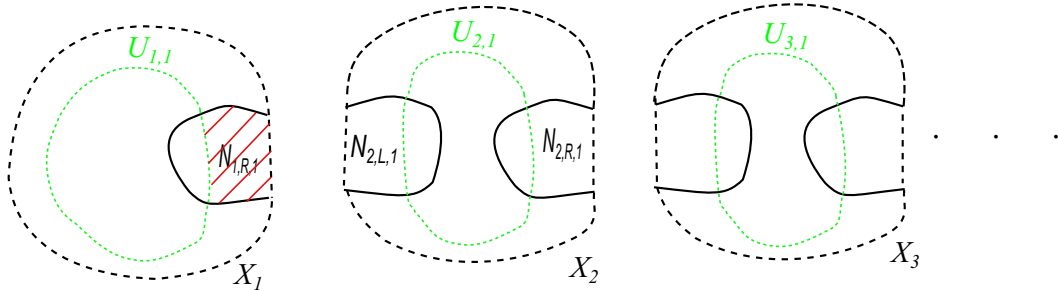 U1,1
U2,1
U3,1
N1,R,1
N2,L,1
N2,R,1
X1
X2
X3
. . .